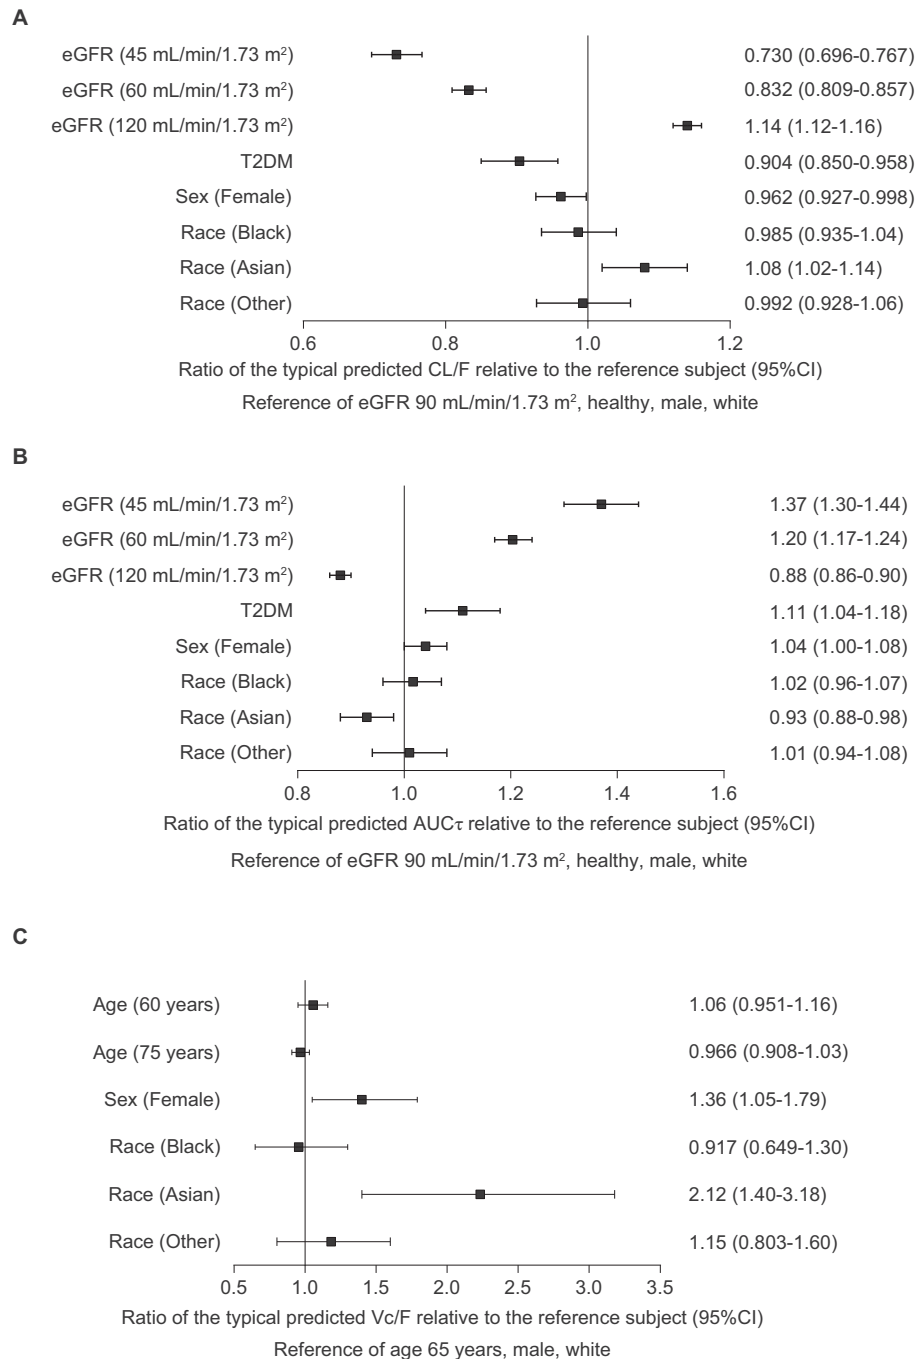 A
eGFR (45 mL/min/1.73 m²) 0.730 (0.696-0.767)
eGFR (60 mL/min/1.73 m²) 0.832 (0.809-0.857)
eGFR (120 mL/min/1.73 m²) 1.14 (1.12-1.16)
T2DM 0.904 (0.850-0.958)
Sex (Female) 0.962 (0.927-0.998)
Race (Black) 0.985 (0.935-1.04)
Race (Asian) 1.08 (1.02-1.14)
Race (Other) 0.992 (0.928-1.06)
0.6 0.8 1.0 1.2
Ratio of the typical predicted CL/F relative to the reference subject (95%CI)
Reference of eGFR 90 mL/min/1.73 m², healthy, male, white
B
eGFR (45 mL/min/1.73 m²) 1.37 (1.30-1.44)
eGFR (60 mL/min/1.73 m²) 1.20 (1.17-1.24)
eGFR (120 mL/min/1.73 m²) 0.88 (0.86-0.90)
T2DM 1.11 (1.04-1.18)
Sex (Female) 1.04 (1.00-1.08)
Race (Black) 1.02 (0.96-1.07)
Race (Asian) 0.93 (0.88-0.98)
Race (Other) 1.01 (0.94-1.08)
0.8 1.0 1.2 1.4 1.6
Ratio of the typical predicted AUCτ relative to the reference subject (95%CI)
Reference of eGFR 90 mL/min/1.73 m², healthy, male, white
C
Age (60 years) 1.06 (0.951-1.16)
Age (75 years) 0.966 (0.908-1.03)
Sex (Female) 1.36 (1.05-1.79)
Race (Black) 0.917 (0.649-1.30)
Race (Asian) 2.12 (1.40-3.18)
Race (Other) 1.15 (0.803-1.60)
0.5 1.0 1.5 2.0 2.5 3.0 3.5
Ratio of the typical predicted Vc/F relative to the reference subject (95%CI)
Reference of age 65 years, male, white